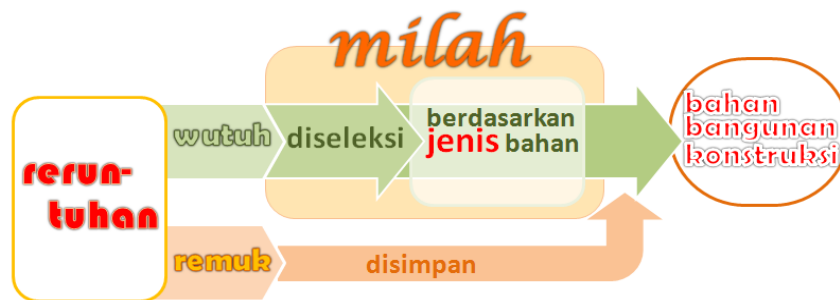 milah
rerun-
tuhan
wutuh
diseleksi
berdasarkan
jenis bahan
remuk
disimpan
bahan
bangunan
konstruksi